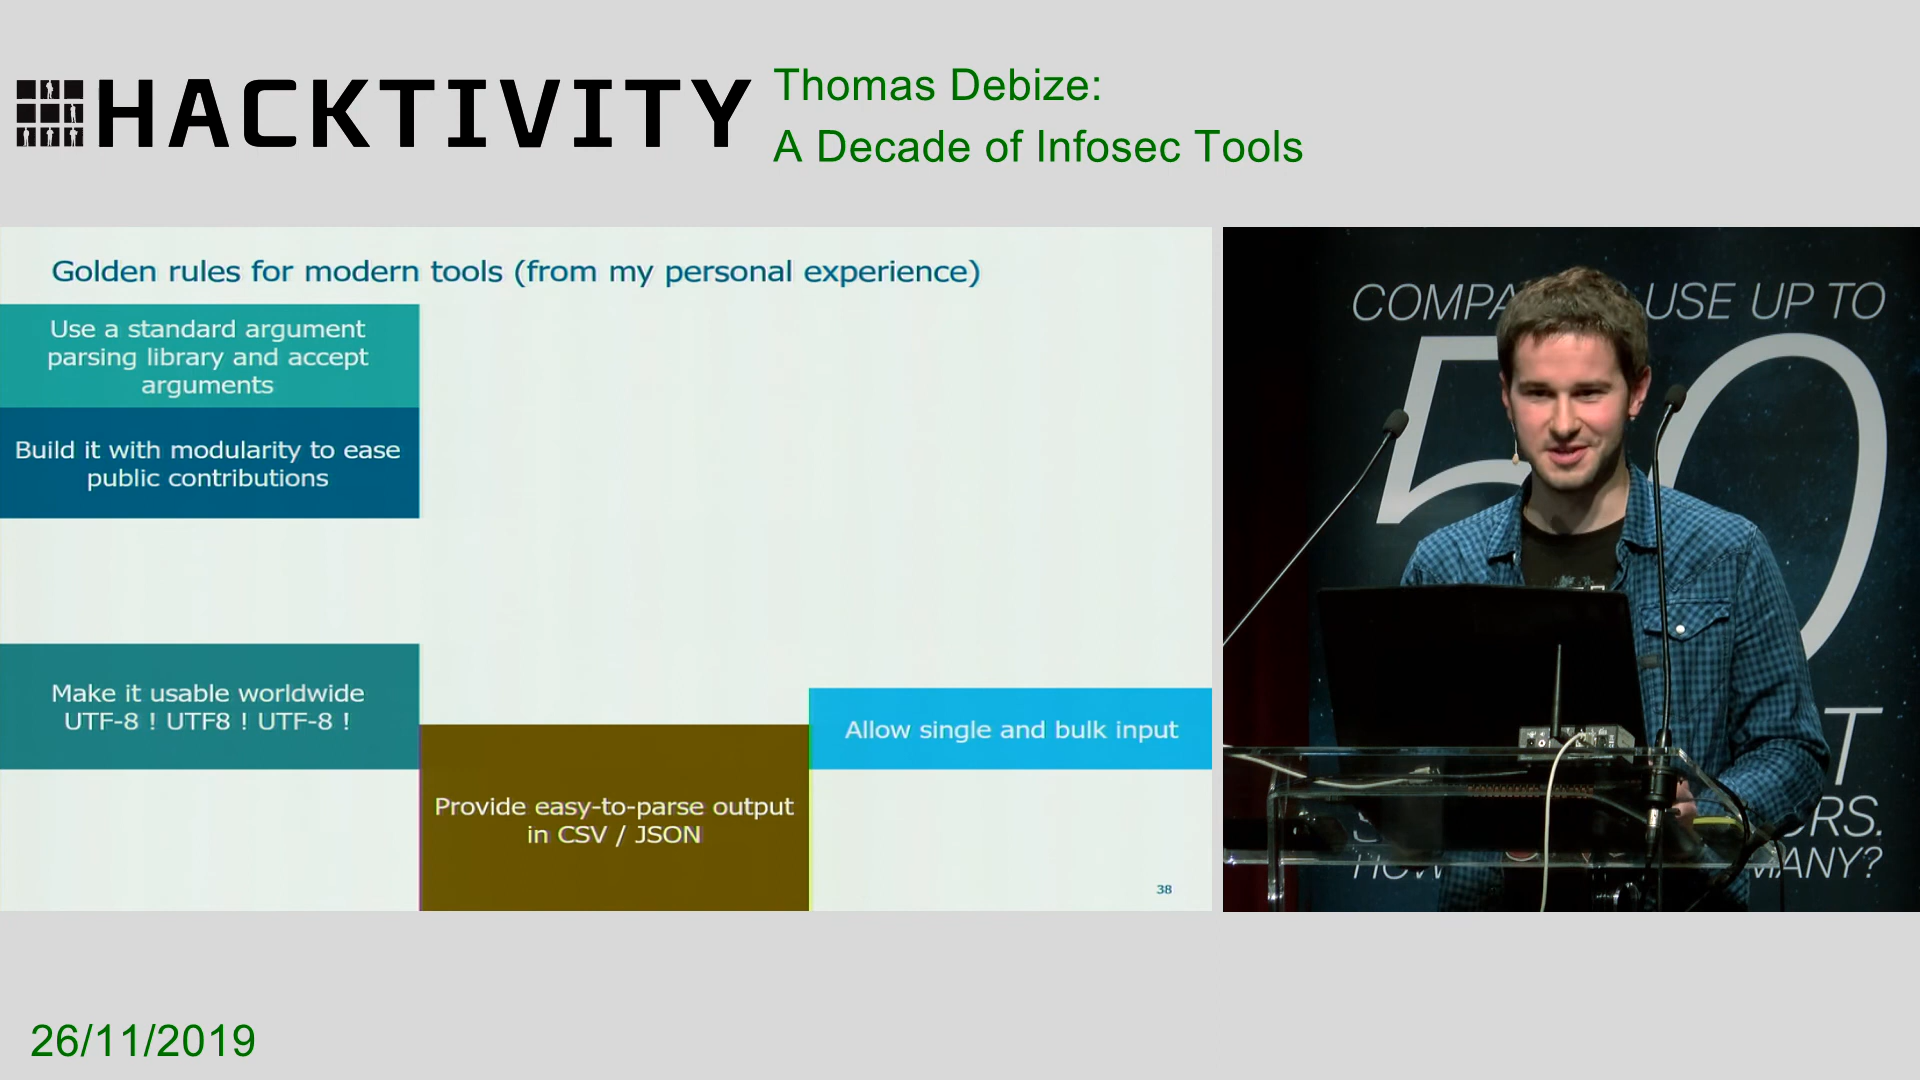 HACKTIVITY
Thomas Debize:
A Decade of Infosec Tools
Golden rules for modern tools (from my personal experience)
Use a standard argument
parsing library and accept
arguments
Build it with modularity to ease
public contributions
Make it usable worldwide
UTF-8 ! UTF8 ! UTF-8 !
Provide easy-to-parse output
in CSV / JSON
Allow single and bulk input
38
USE UP TO
50
26/11/2019